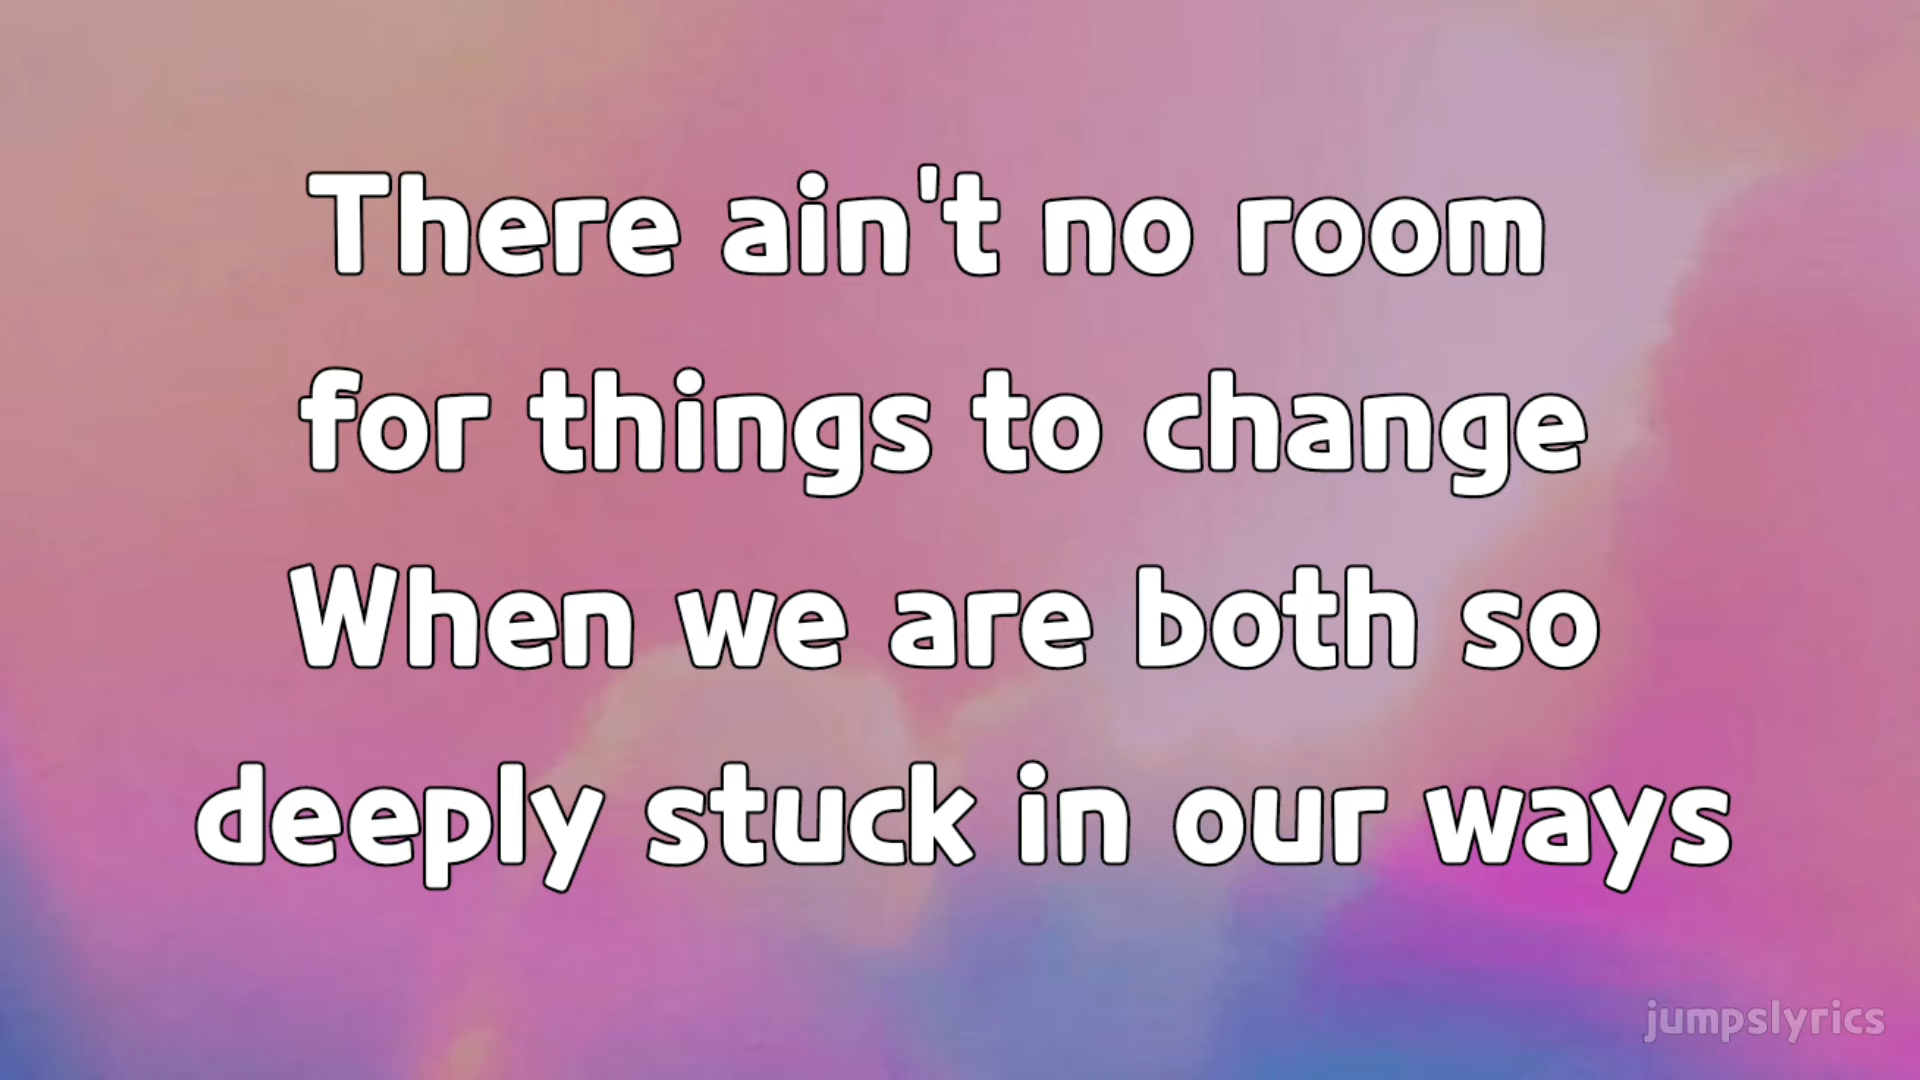 There ain't no room
for things to change
When we are both so
deeply stuck in our ways
jumpslyrics